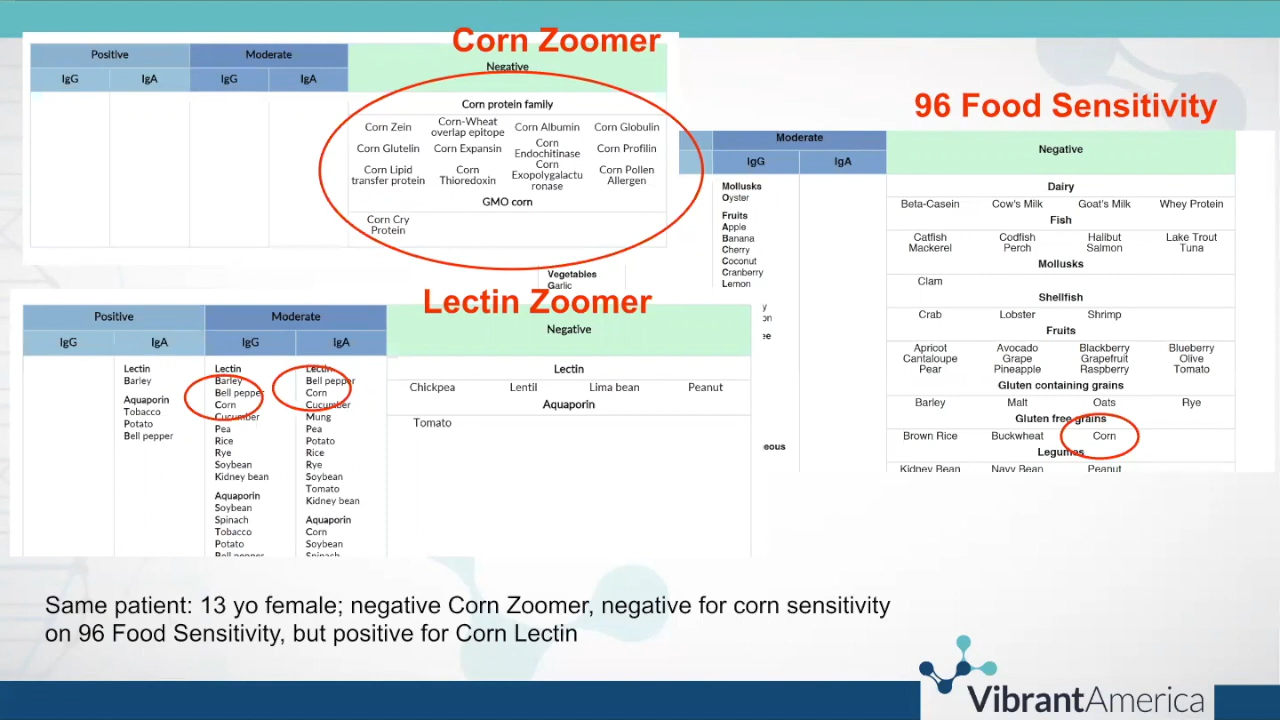 Corn Zoomer
Positive Moderate Negative
IgG IgA IgG IgA
Corn protein family
Corn Zein Corn-Wheat overlap epitope Corn Albumin Corn Globulin
Corn Glutelin Corn Expansin Corn Endochitinase Corn Profilin
Corn Lipid transfer protein Corn Thioredoxin Corn Exopolygalacturonase Corn Pollen Allergen
GMO corn
Corn Cry Protein
96 Food Sensitivity
Moderate Negative
IgG IgA
Mollusks
Oyster
Fruits
Apple
Banana
Cherry
Coconut
Cranberry
Lemon
Vegetables
Garlic
Dairy
Beta-Casein Cow's Milk Goat's Milk Whey Protein
Fish
Catfish Codfish Halibut Lake Trout
Mackerel Perch Salmon Tuna
Mollusks
Clam
Shellfish
Crab Lobster Shrimp
Fruits
Apricot Avocado Blackberry Blueberry
Cantaloupe Grape Grapefruit Olive
Pear Pineapple Raspberry Tomato
Gluten containing grains
Barley Malt Oats Rye
Gluten free grains
Brown Rice Buckwheat Corn
Legumes
Kidney Bean Navy Bean Peanut
Lectin Zoomer
Positive Moderate Negative
IgG IgA IgG IgA
Lectin
Barley
Aquaporin
Tobacco
Potato
Bell pepper
Lectin
Barley
Bell pepper
Corn
Cucumber
Pea
Rice
Rye
Soybean
Kidney bean
Aquaporin
Soybean
Spinach
Tobacco
Potato
Bell pepper
Lectin
Bell pepper
Corn
Cucumber
Mung
Pea
Potato
Rice
Rye
Soybean
Tomato
Kidney bean
Aquaporin
Corn
Soybean
Spinach
Lectin
Chickpea Lentil Lima bean Peanut
Aquaporin
Tomato
Same patient: 13 yo female; negative Corn Zoomer, negative for corn sensitivity
on 96 Food Sensitivity, but positive for Corn Lectin
VibrantAmerica